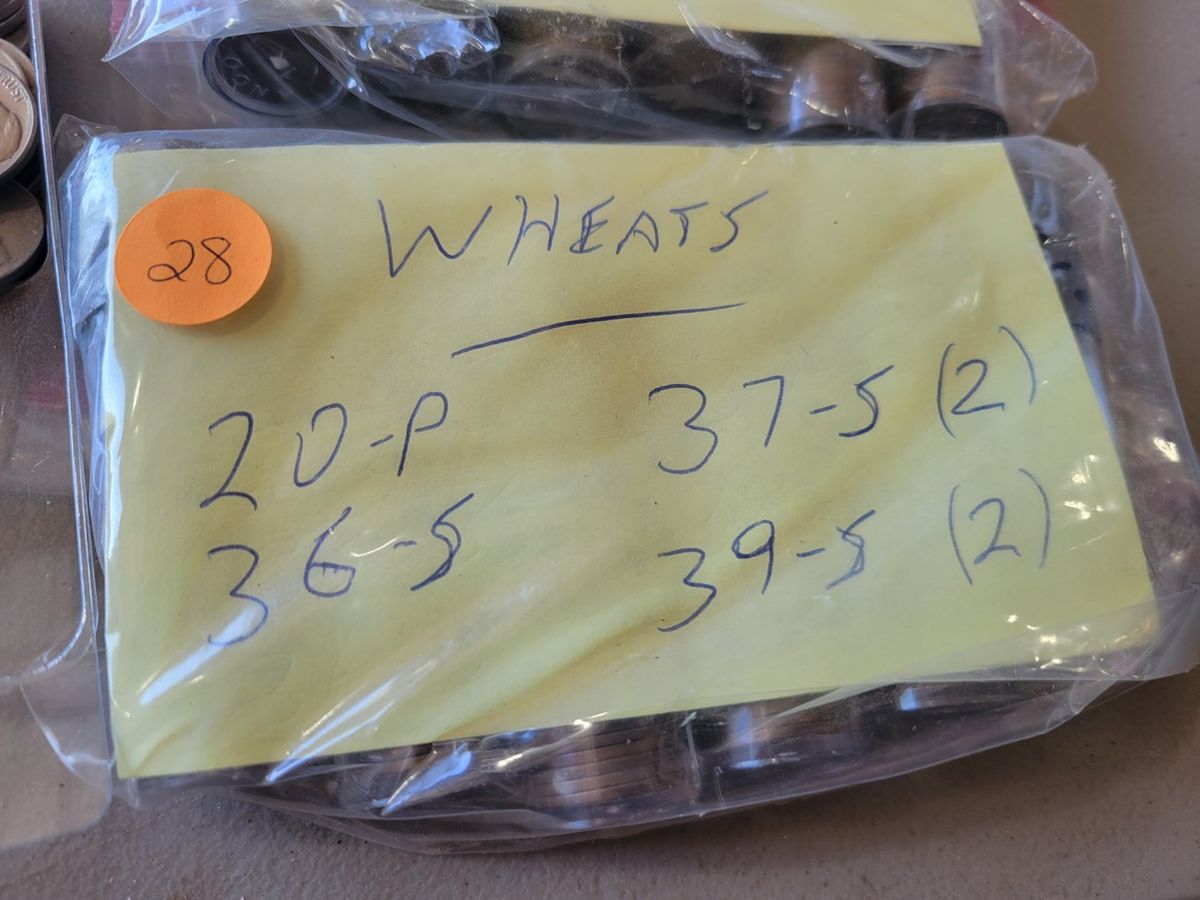 28
WHEATS
20-P 37-S (2)
36-S 39-S (2)